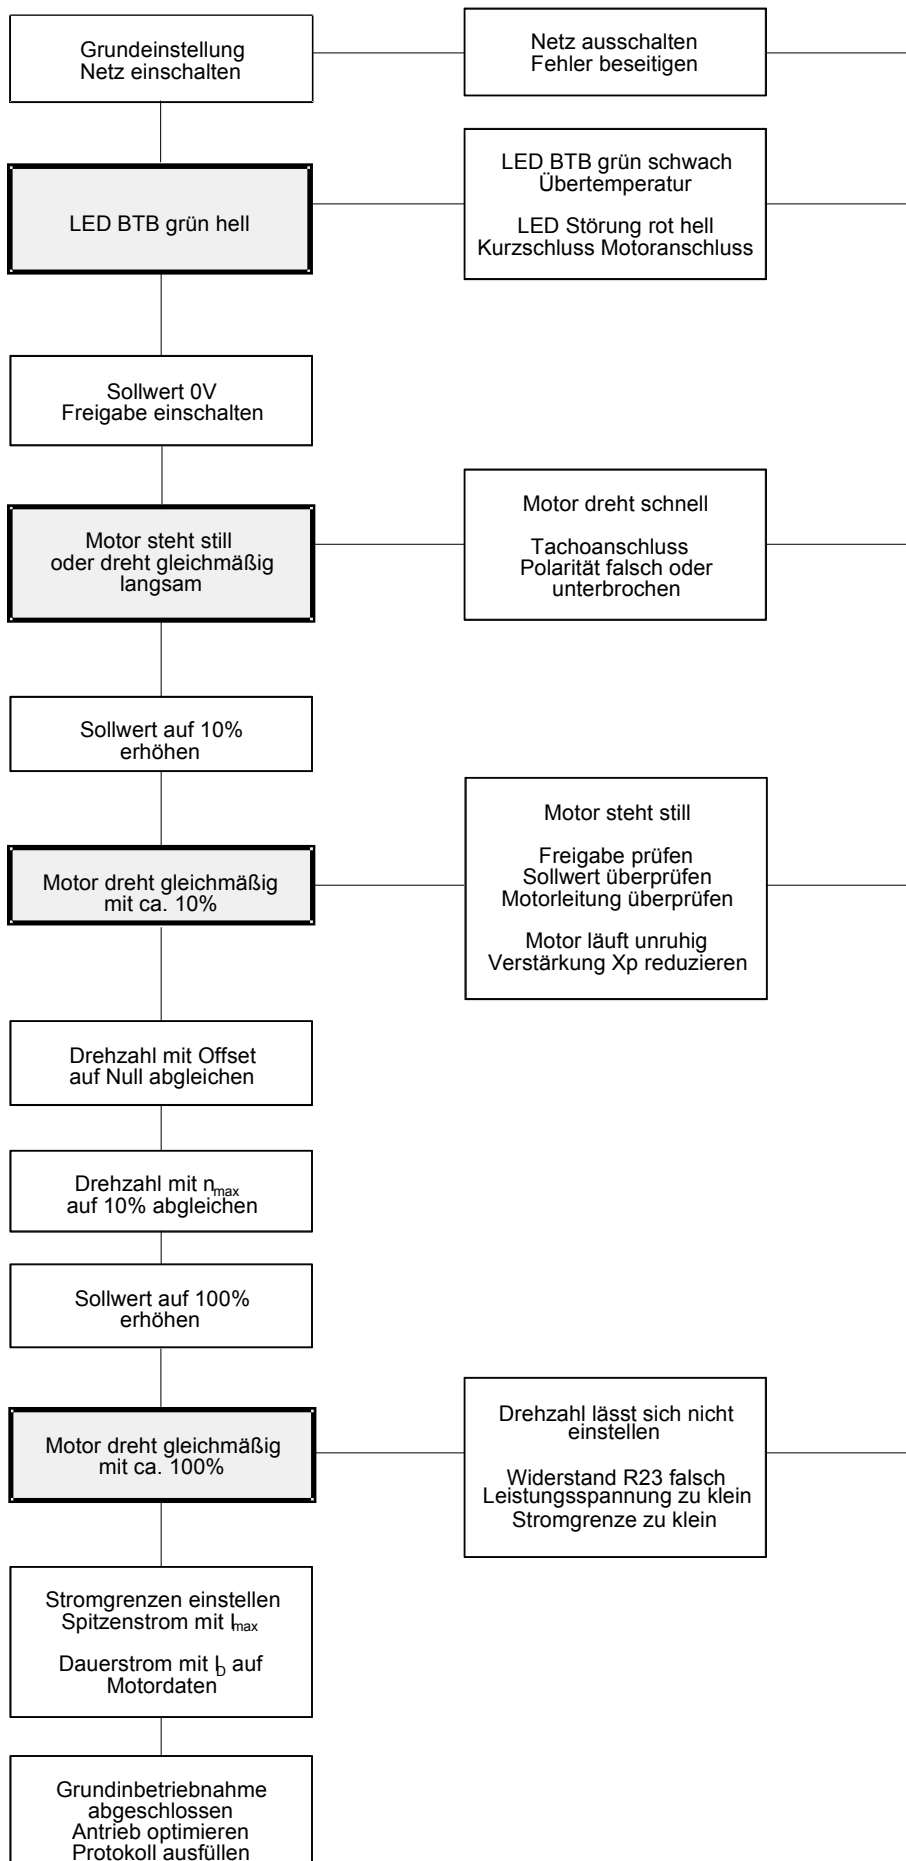 Grundeinstellung
Netz einschalten
Netz ausschalten
Fehler beseitigen
LED BTB grün hell
LED BTB grün schwach
Übertemperatur
LED Störung rot hell
Kurzschluss Motoranschluss
Sollwert 0V
Freigabe einschalten
Motor steht still
oder dreht gleichmäßig
langsam
Motor dreht schnell
Tachoanschluss
Polarität falsch oder
unterbrochen
Sollwert auf 10%
erhöhen
Motor dreht gleichmäßig
mit ca. 10%
Motor steht still
Freigabe prüfen
Sollwert überprüfen
Motorleitung überprüfen
Motor läuft unruhig
Verstärkung Xp reduzieren
Drehzahl mit Offset
auf Null abgleichen
Drehzahl mit nmax
auf 10% abgleichen
Sollwert auf 100%
erhöhen
Motor dreht gleichmäßig
mit ca. 100%
Drehzahl lässt sich nicht
einstellen
Widerstand R23 falsch
Leistungsspannung zu klein
Stromgrenze zu klein
Stromgrenzen einstellen
Spitzenstrom mit Imax
Dauerstrom mit ID auf
Motordaten
Grundinbetriebnahme
abgeschlossen
Antrieb optimieren
Protokoll ausfüllen